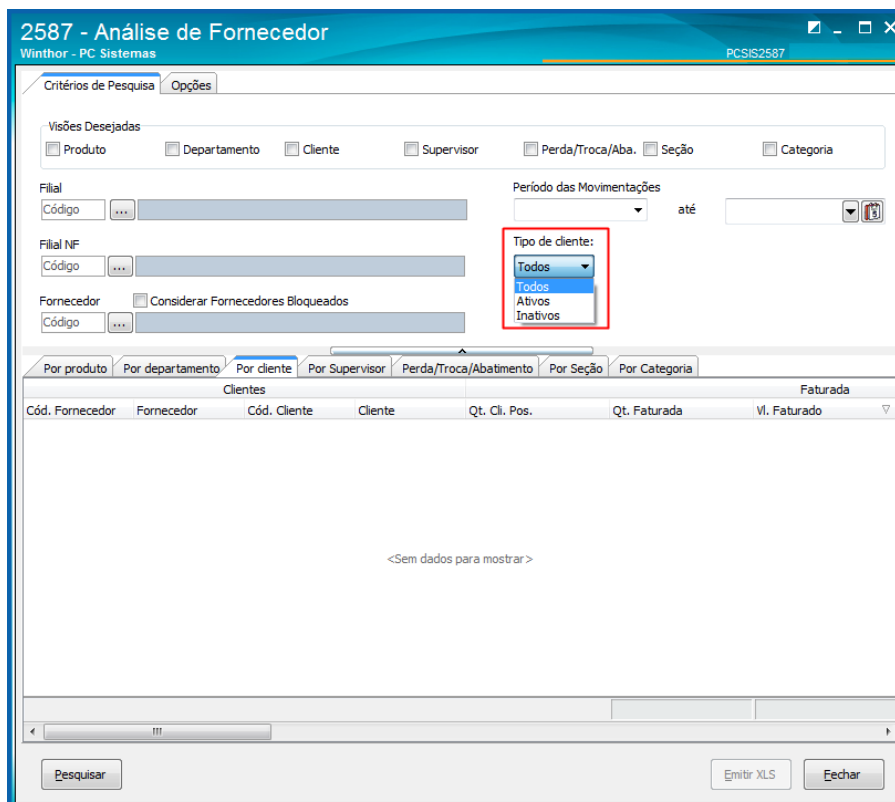 2587 - Análise de Fornecedor
Winthor - PC Sistemas
PCSIS2587
Critérios de Pesquisa Opções
Visões Desejadas
Produto Departamento Cliente Supervisor Perda/Troca/Aba. Seção Categoria
Filial Período das Movimentações
Código ... até
Filial NF Tipo de cliente:
Código ... Todos
Todos
Ativos
Inativos
Fornecedor Considerar Fornecedores Bloqueados
Código ...
Por produto Por departamento Por cliente Por Supervisor Perda/Troca/Abatimento Por Seção Por Categoria
Clientes Faturada
Cód. Fornecedor Fornecedor Cód. Cliente Cliente Qt. Cli. Pos. Qt. Faturada Vl. Faturado
<Sem dados para mostrar>
Pesquisar Emitir XLS Fechar